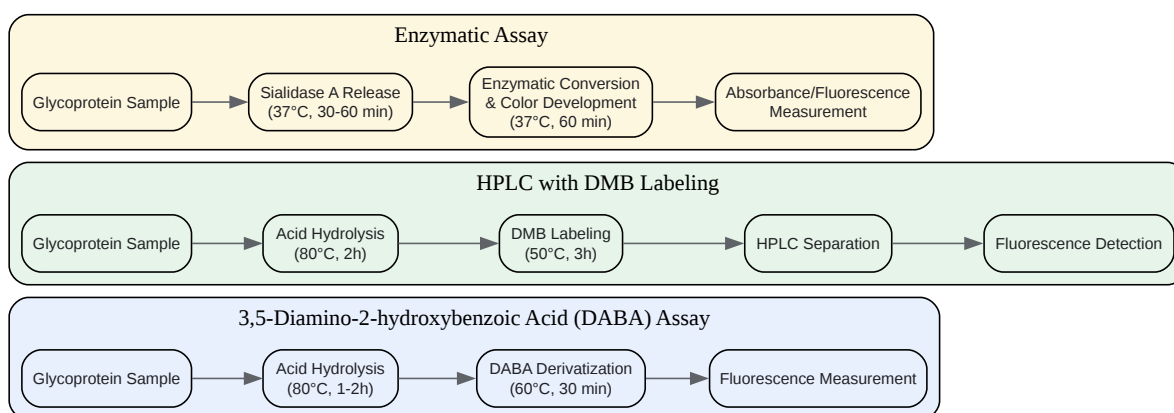 Enzymatic Assay
Glycoprotein Sample
Sialidase A Release
(37°C, 30-60 min)
Enzymatic Conversion
& Color Development
(37°C, 60 min)
Absorbance/Fluorescence
Measurement
HPLC with DMB Labeling
Glycoprotein Sample
Acid Hydrolysis
(80°C, 2h)
DMB Labeling
(50°C, 3h)
HPLC Separation
Fluorescence Detection
3,5-Diamino-2-hydroxybenzoic Acid (DABA) Assay
Glycoprotein Sample
Acid Hydrolysis
(80°C, 1-2h)
DABA Derivatization
(60°C, 30 min)
Fluorescence Measurement